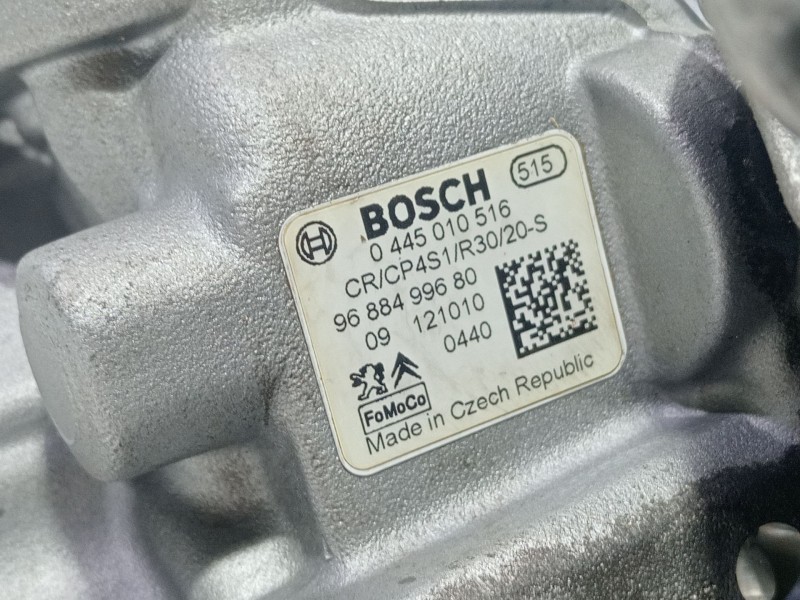 BOSCH 515
0 445 010 516
CR/CP4S1/R30/20-S
96 884 996 80
09 121010
0440
FoMoCo
Made in Czech Republic